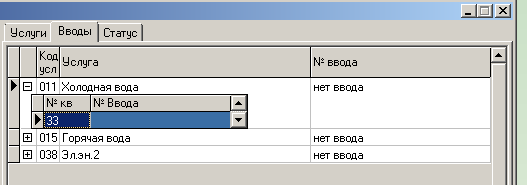 Услуги Вводы Статус
Код усл Услуга № ввода
011 Холодная вода нет ввода
№ кв № Ввода
33
015 Горячая вода нет ввода
038 Эл.эн.2 нет ввода